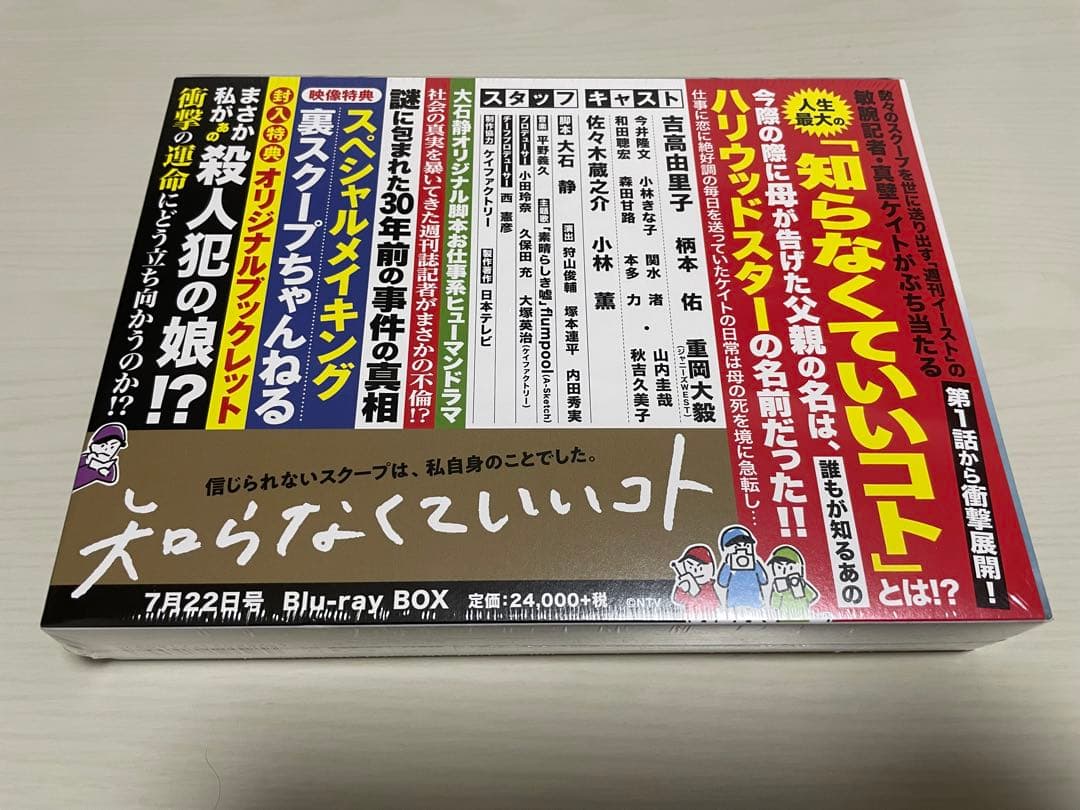 数々のスクープを世に送り出す「週刊イースト」の
敏腕記者・真壁ケイトがぶち当たる
第1話から衝撃展開!
人生
最大の
「知らなくていいコト」とは!?
今際の際に母が告げた父親の名は、誰もが知るあの
ハリウッドスターの名前だった!!
仕事に恋に絶好調の毎日を送っていたケイトの日常は母の死を境に急転し…
キャスト
吉高由里子 柄本 佑 重岡大毅
(ジャニーズWEST)
今井隆文 小林きな子 関水 渚 山内圭哉
和田聰宏 森田甘路 本多 力・秋吉久美子
佐々木蔵之介 小林 薫
スタッフ
脚本 大石 静 演出 狩山俊輔 塚本連平 内田秀実
音楽 平野義久 主題歌「素晴らしき嘘」flumpool(A-Sketch)
プロデューサー 小田玲奈 久保田 充 大塚英治(ケイファクトリー)
チーフプロデューサー 西 憲彦
制作協力 ケイファクトリー 製作著作 日本テレビ
大石静オリジナル脚本お仕事系ヒューマンドラマ
社会の真実を暴いてきた週刊誌記者がまさかの不倫!?
謎に包まれた30年前の事件の真相
映像特典
スペシャルメイキング
裏スクープちゃんねる
封入特典 オリジナルブックレット
まさか
私があの殺人犯の娘!?
衝撃の運命にどう立ち向かうのか!?
信じられないスクープは、私自身のことでした。
知らなくていいコト
7月22日号 Blu-ray BOX 定価:24,000+税 ©NTV